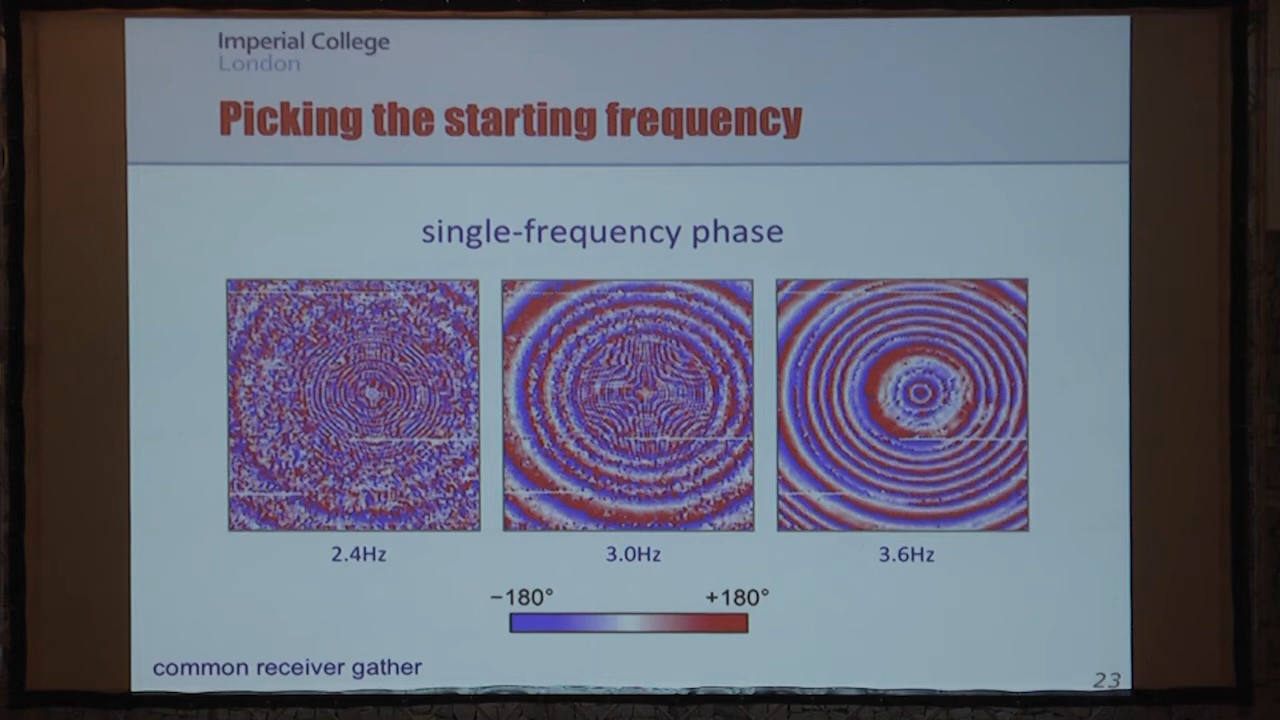 Imperial College
London
Picking the starting frequency
single-frequency phase
2.4Hz
3.0Hz
3.6Hz
−180°
+180°
common receiver gather
23